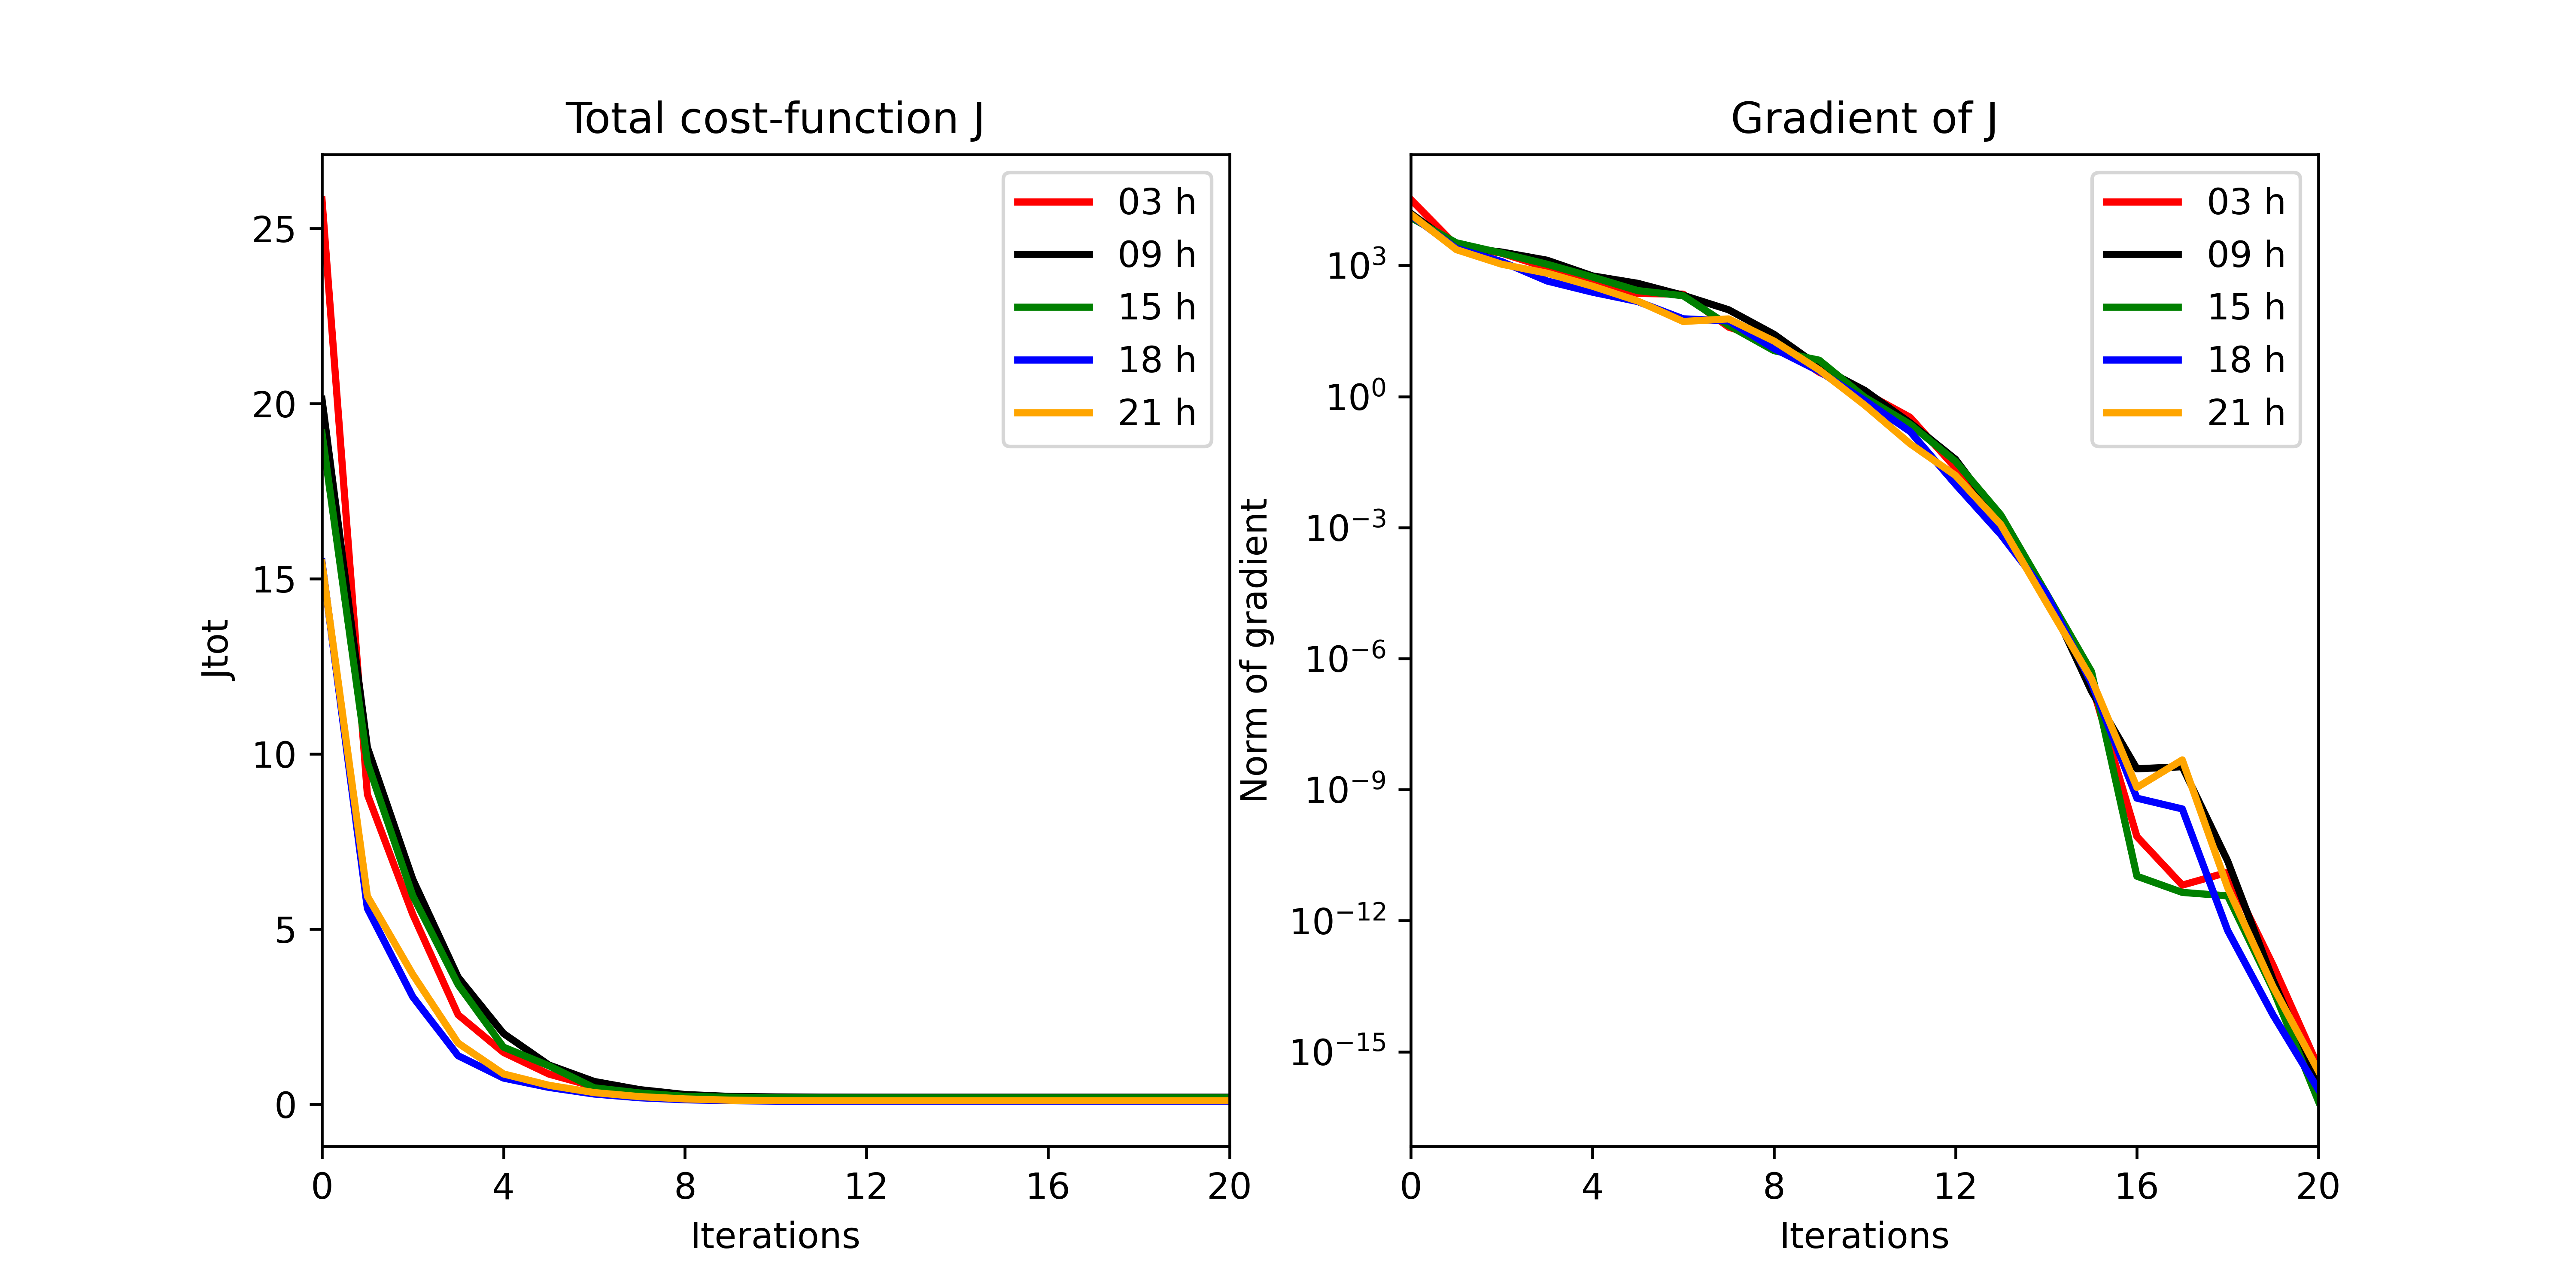 Total cost-function J
Jtot
25
20
15
10
5
0
0 4 8 12 16 20
Iterations
03 h
09 h
15 h
18 h
21 h
Gradient of J
Norm of gradient
10³
10⁰
10⁻³
10⁻⁶
10⁻⁹
10⁻¹²
10⁻¹⁵
0 4 8 12 16 20
Iterations
03 h
09 h
15 h
18 h
21 h